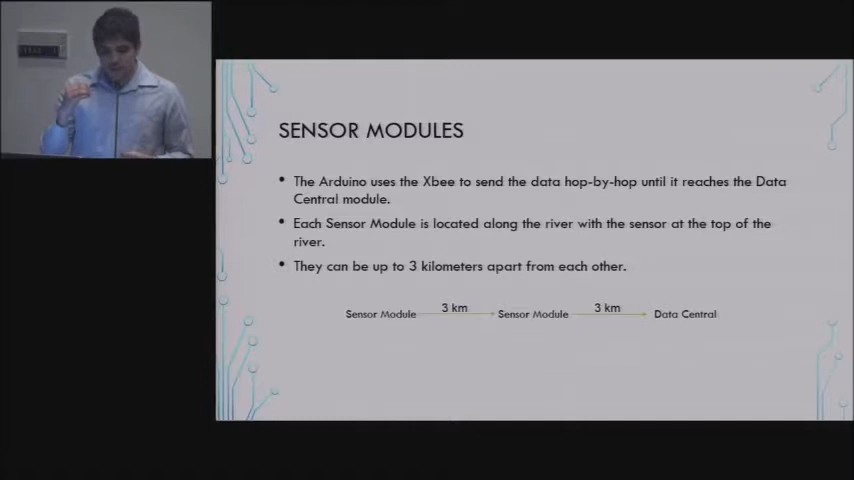 SENSOR MODULES
• The Arduino uses the Xbee to send the data hop-by-hop until it reaches the Data
Central module.
• Each Sensor Module is located along the river with the sensor at the top of the
river.
• They can be up to 3 kilometers apart from each other.
Sensor Module 3 km Sensor Module 3 km Data Central